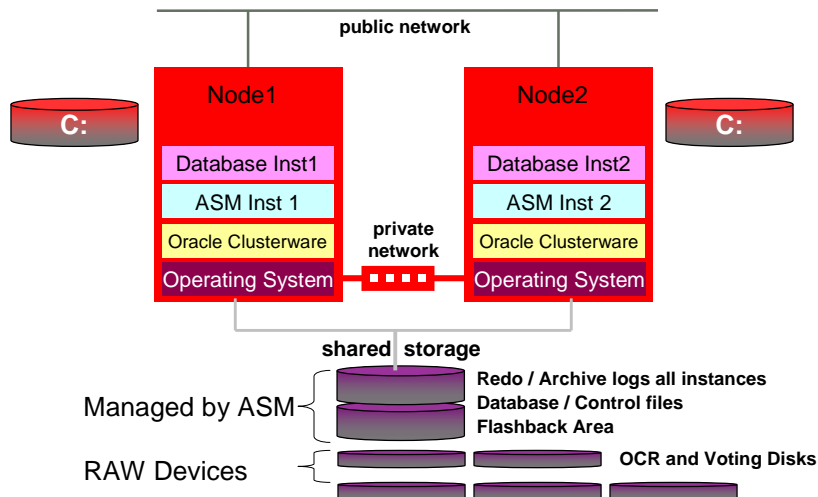 public network
Node1
Node2
C:
C:
Database Inst1
Database Inst2
ASM Inst 1
ASM Inst 2
private
network
Oracle Clusterware
Oracle Clusterware
Operating System
Operating System
shared storage
Managed by ASM
Redo / Archive logs all instances
Database / Control files
Flashback Area
RAW Devices
OCR and Voting Disks